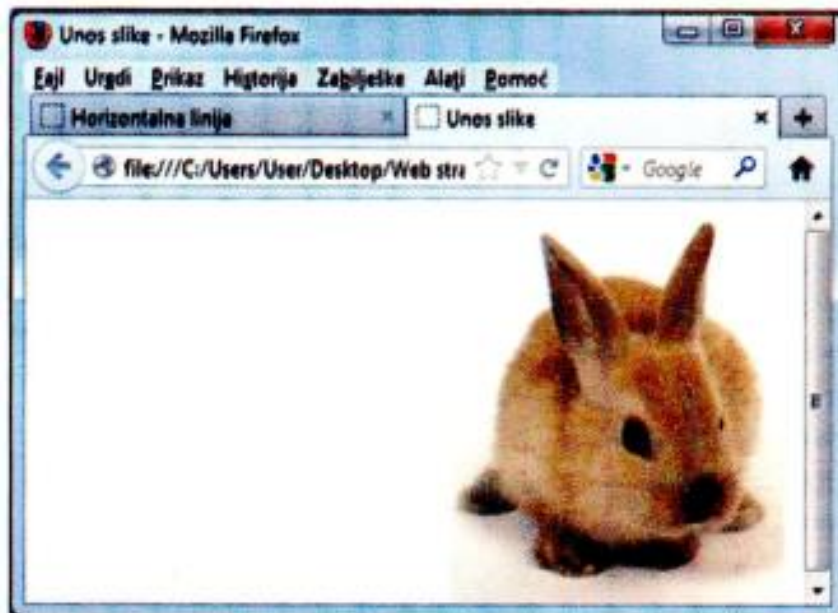 Unos slike - Mozilla Firefox
Fajl Uredi Prikaz Historija Zabilješke Alati Pomoć
Horizontalna linija × Unos slike × +
file:///C:/Users/User/Desktop/Web stra Google